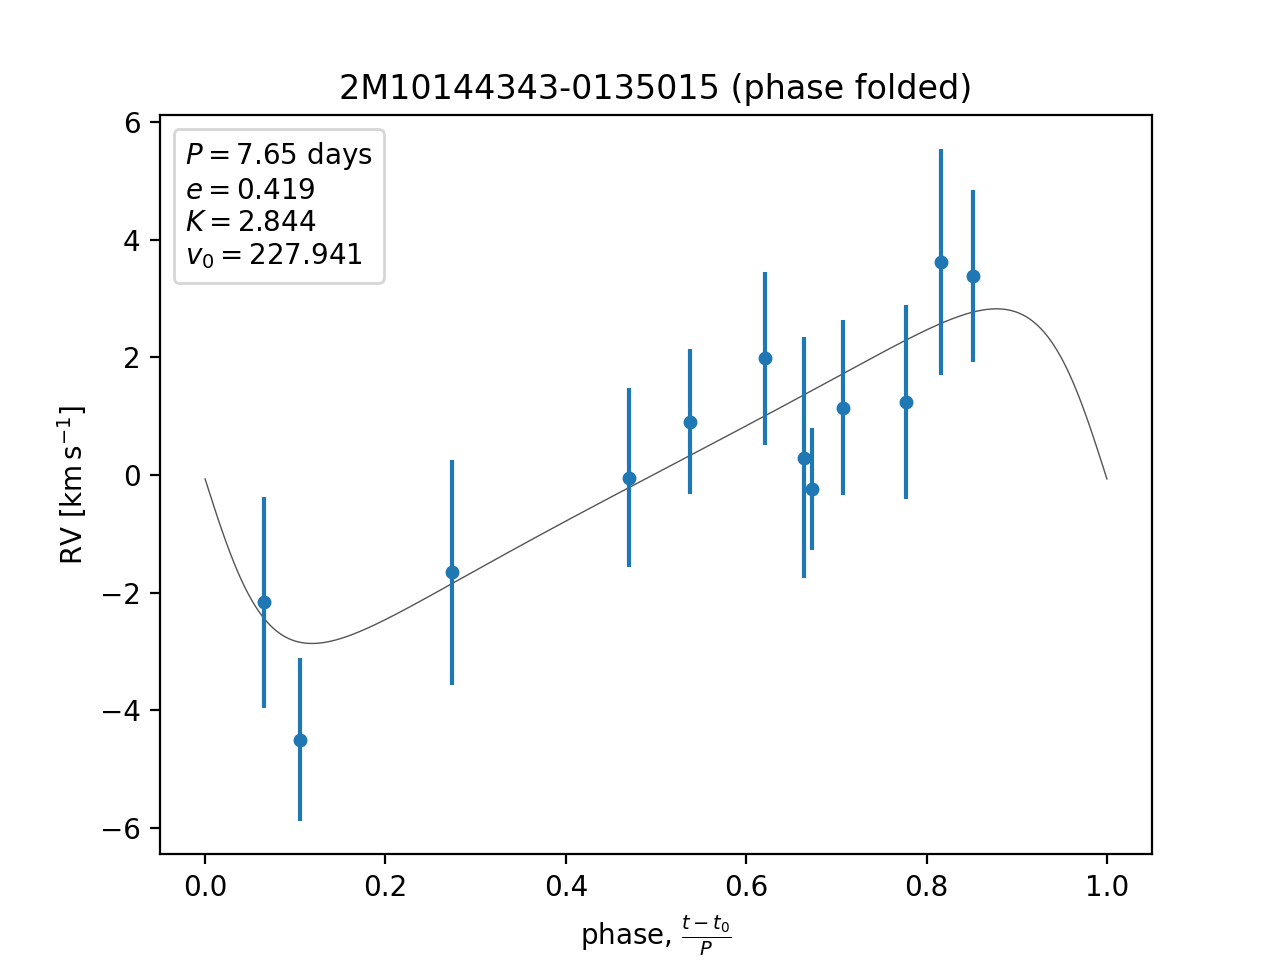 2M10144343-0135015 (phase folded)
P = 7.65 days
e = 0.419
K = 2.844
v₀ = 227.941
RV [km s⁻¹]
6
4
2
0
−2
−4
−6
0.0 0.2 0.4 0.6 0.8 1.0
phase, (t − t₀)/P